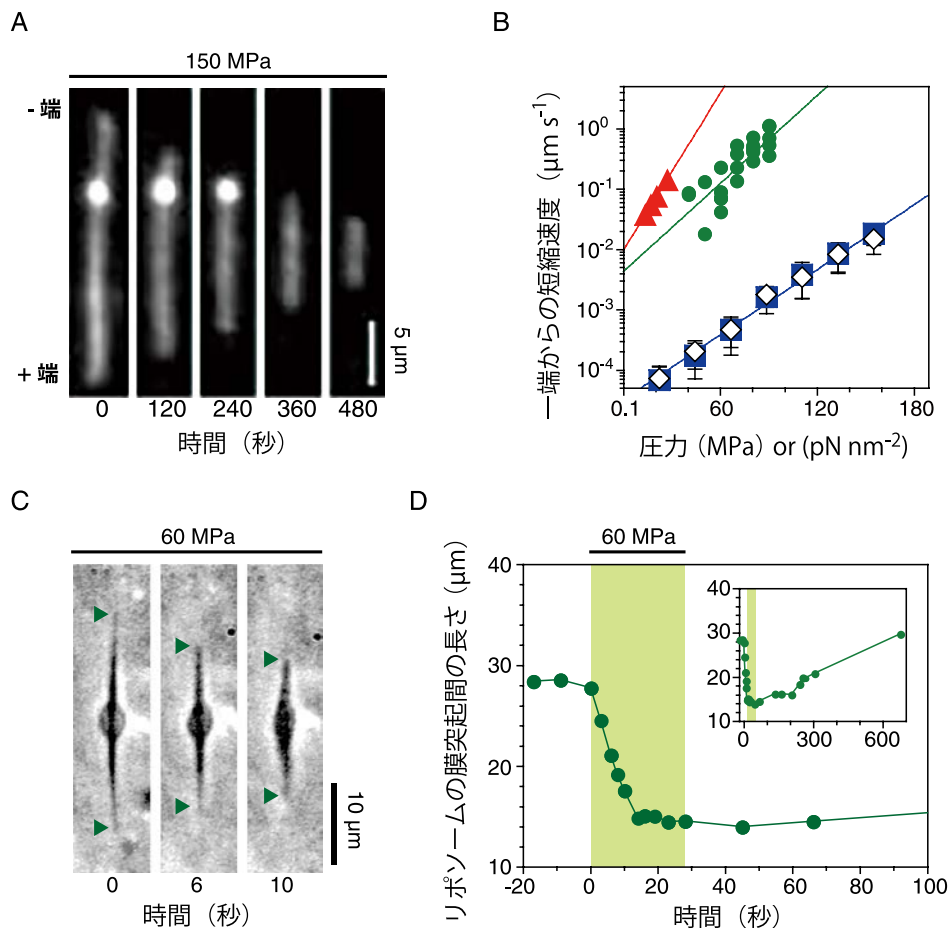 A
150 MPa
- 端
+ 端
5 µm
0 120 240 360 480
時間（秒）
B
一端からの短縮速度（µm s-1）
10⁰
10⁻¹
10⁻²
10⁻³
10⁻⁴
0.1 60 120 180
圧力（MPa）or (pN nm-2)
C
60 MPa
10 µm
0 6 10
時間（秒）
D
60 MPa
リポソームの膜突起間の長さ（µm）
40
30
20
10
-20 0 20 40 60 80 100
時間（秒）
40
30
20
10
0 300 600